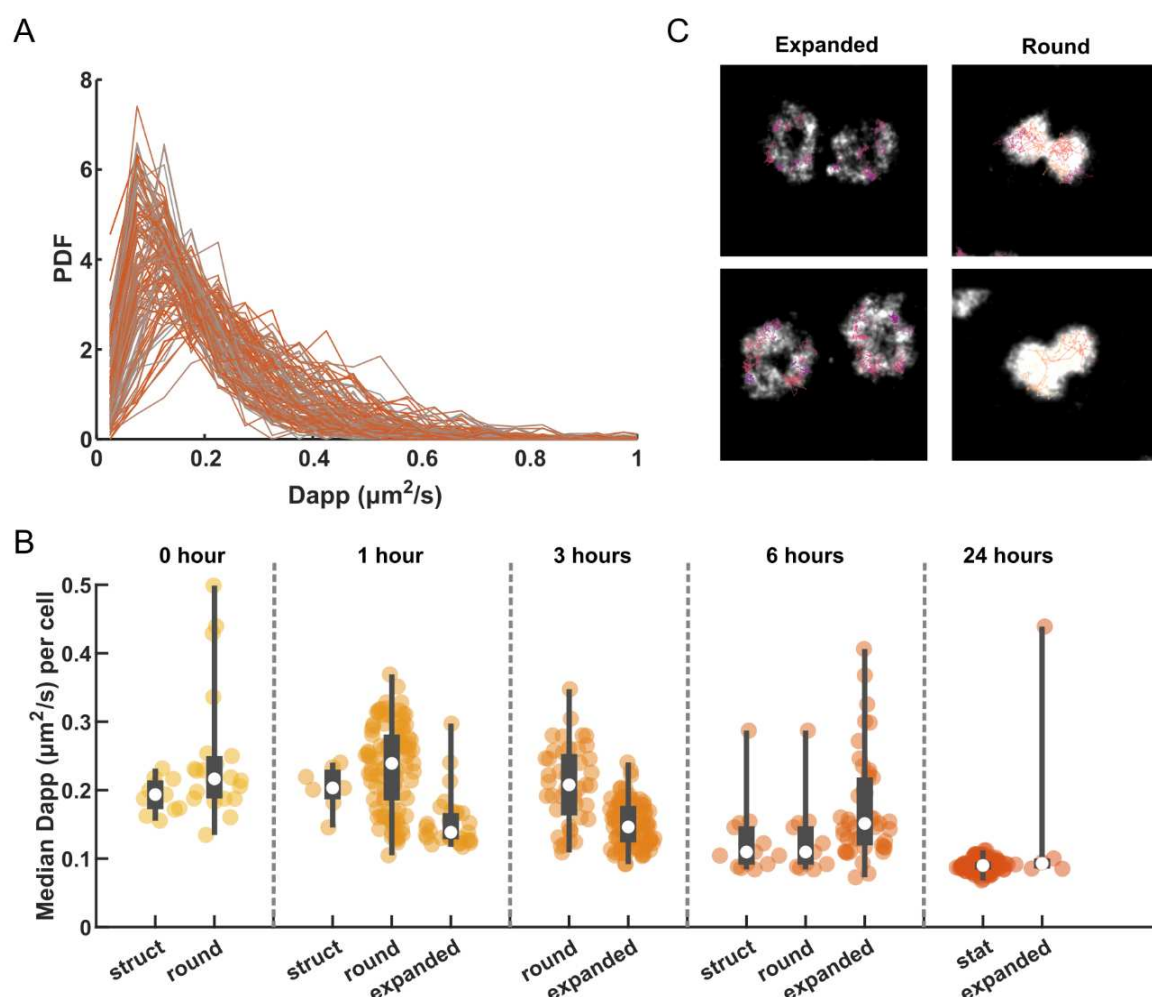 A
8
6
4
2
0
PDF
0
0.2
0.4
0.6
0.8
1
Dapp (µm²/s)
C
Expanded
Round
B
0 hour
1 hour
3 hours
6 hours
24 hours
0.5
0.4
0.3
0.2
0.1
0
Median Dapp (µm²/s) per cell
struct
round
struct
round
expanded
round
expanded
struct
round
expanded
stat
expanded